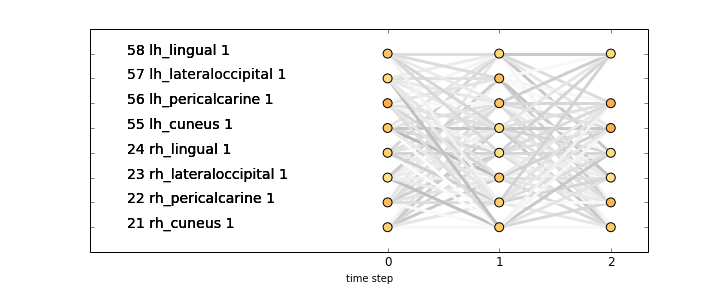 58 lh_lingual 1
57 lh_lateraloccipital 1
56 lh_pericalcarine 1
55 lh_cuneus 1
24 rh_lingual 1
23 rh_lateraloccipital 1
22 rh_pericalcarine 1
21 rh_cuneus 1
0 1 2
time step